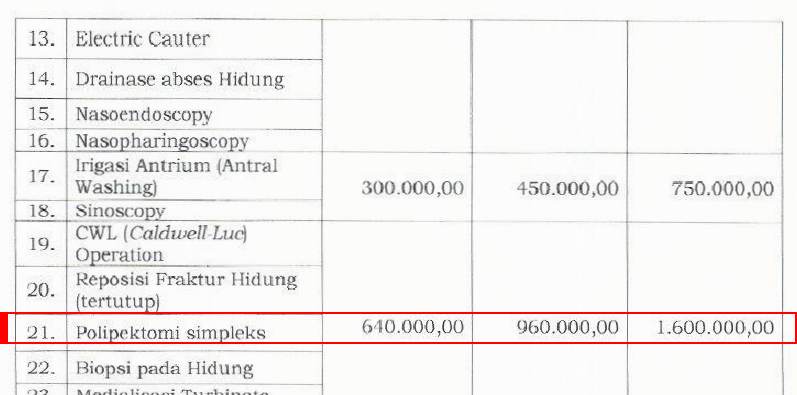 13. Electric Cauter
14. Drainase abses Hidung
15. Nasoendoscopy
16. Nasopharingoscopy
17. Irigasi Antrium (Antral
Washing) 300.000,00 450.000,00 750.000,00
18. Sinoscopy
19. CWL (Caldwell-Luc)
Operation
20. Reposisi Fraktur Hidung
(tertutup)
21. Polipektomi simpleks 640.000,00 960.000,00 1.600.000,00
22. Biopsi pada Hidung
23.